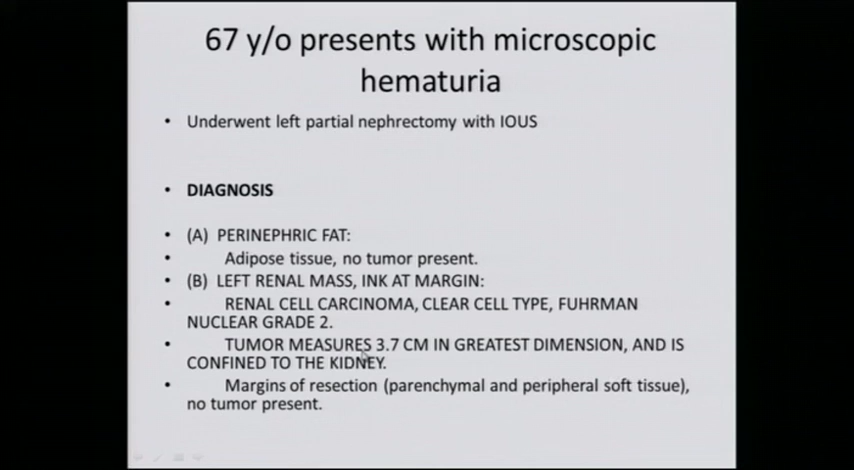 67 y/o presents with microscopic
hematuria
• Underwent left partial nephrectomy with IOUS
• DIAGNOSIS
• (A) PERINEPHRIC FAT:
• Adipose tissue, no tumor present.
• (B) LEFT RENAL MASS, INK AT MARGIN:
• RENAL CELL CARCINOMA, CLEAR CELL TYPE, FUHRMAN
NUCLEAR GRADE 2.
• TUMOR MEASURES 3.7 CM IN GREATEST DIMENSION, AND IS
CONFINED TO THE KIDNEY.
• Margins of resection (parenchymal and peripheral soft tissue),
no tumor present.